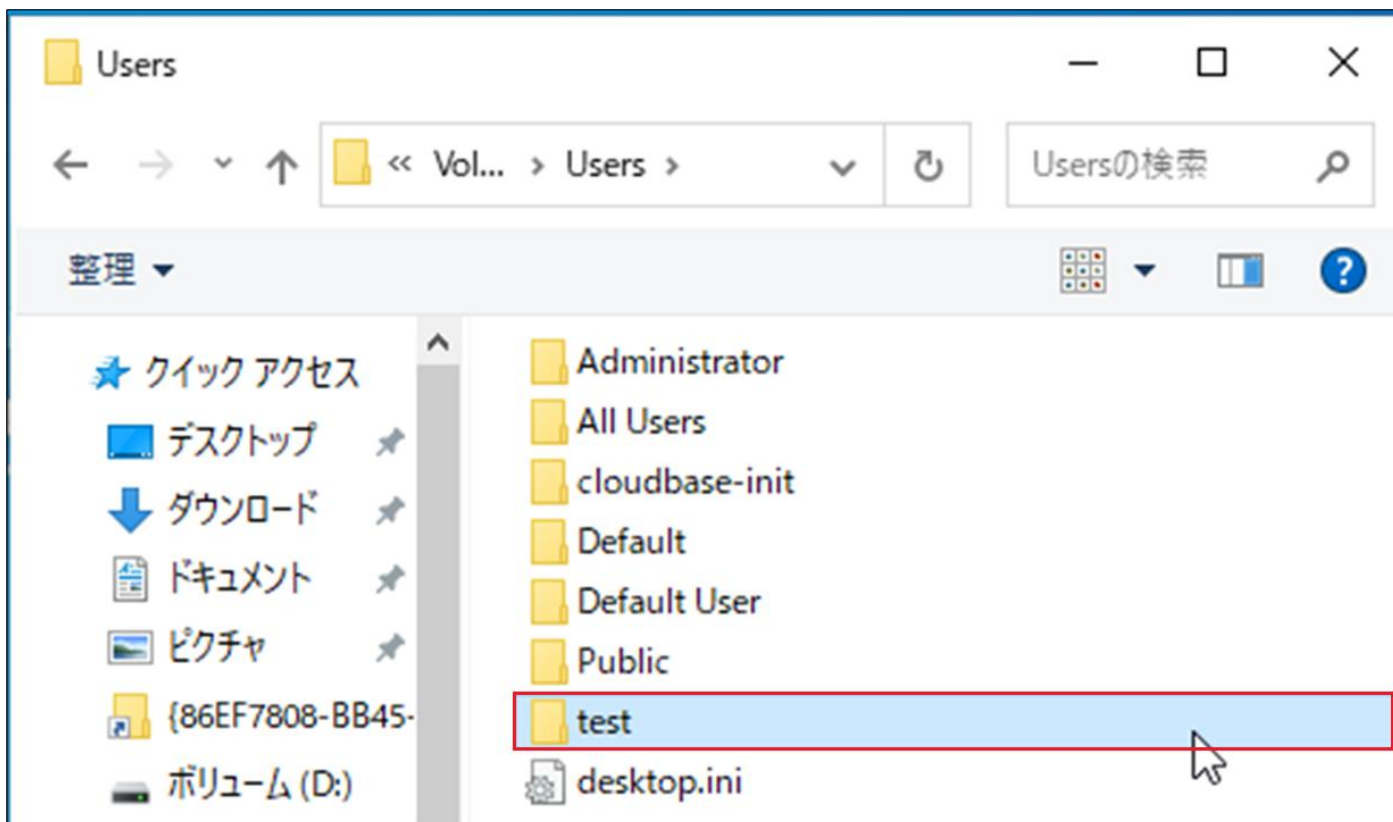 Users
« Vol... › Users ›
Usersの検索
整理
クイック アクセス
デスクトップ
ダウンロード
ドキュメント
ピクチャ
{86EF7808-BB45-
ボリューム (D:)
Administrator
All Users
cloudbase-init
Default
Default User
Public
test
desktop.ini